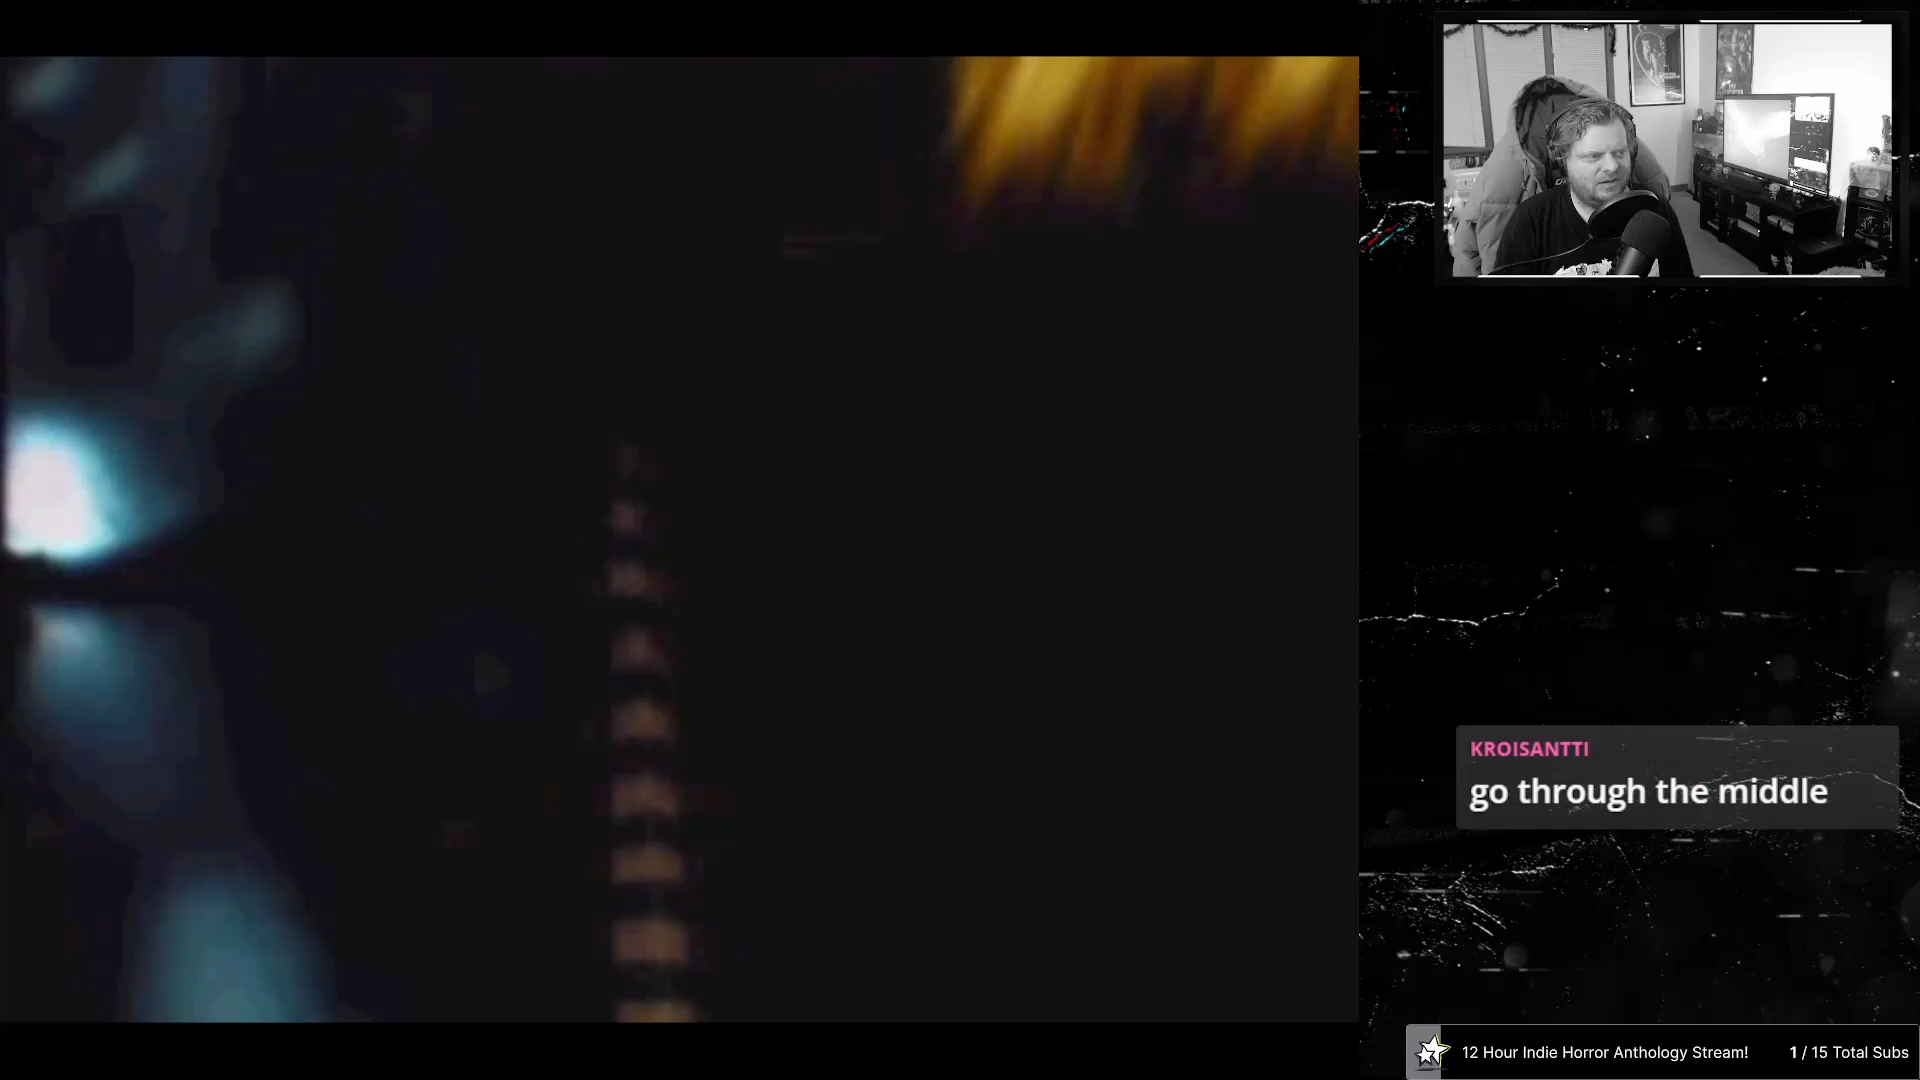 KROISANTTI
go through the middle
12 Hour Indie Horror Anthology Stream! 1 / 15 Total Subs